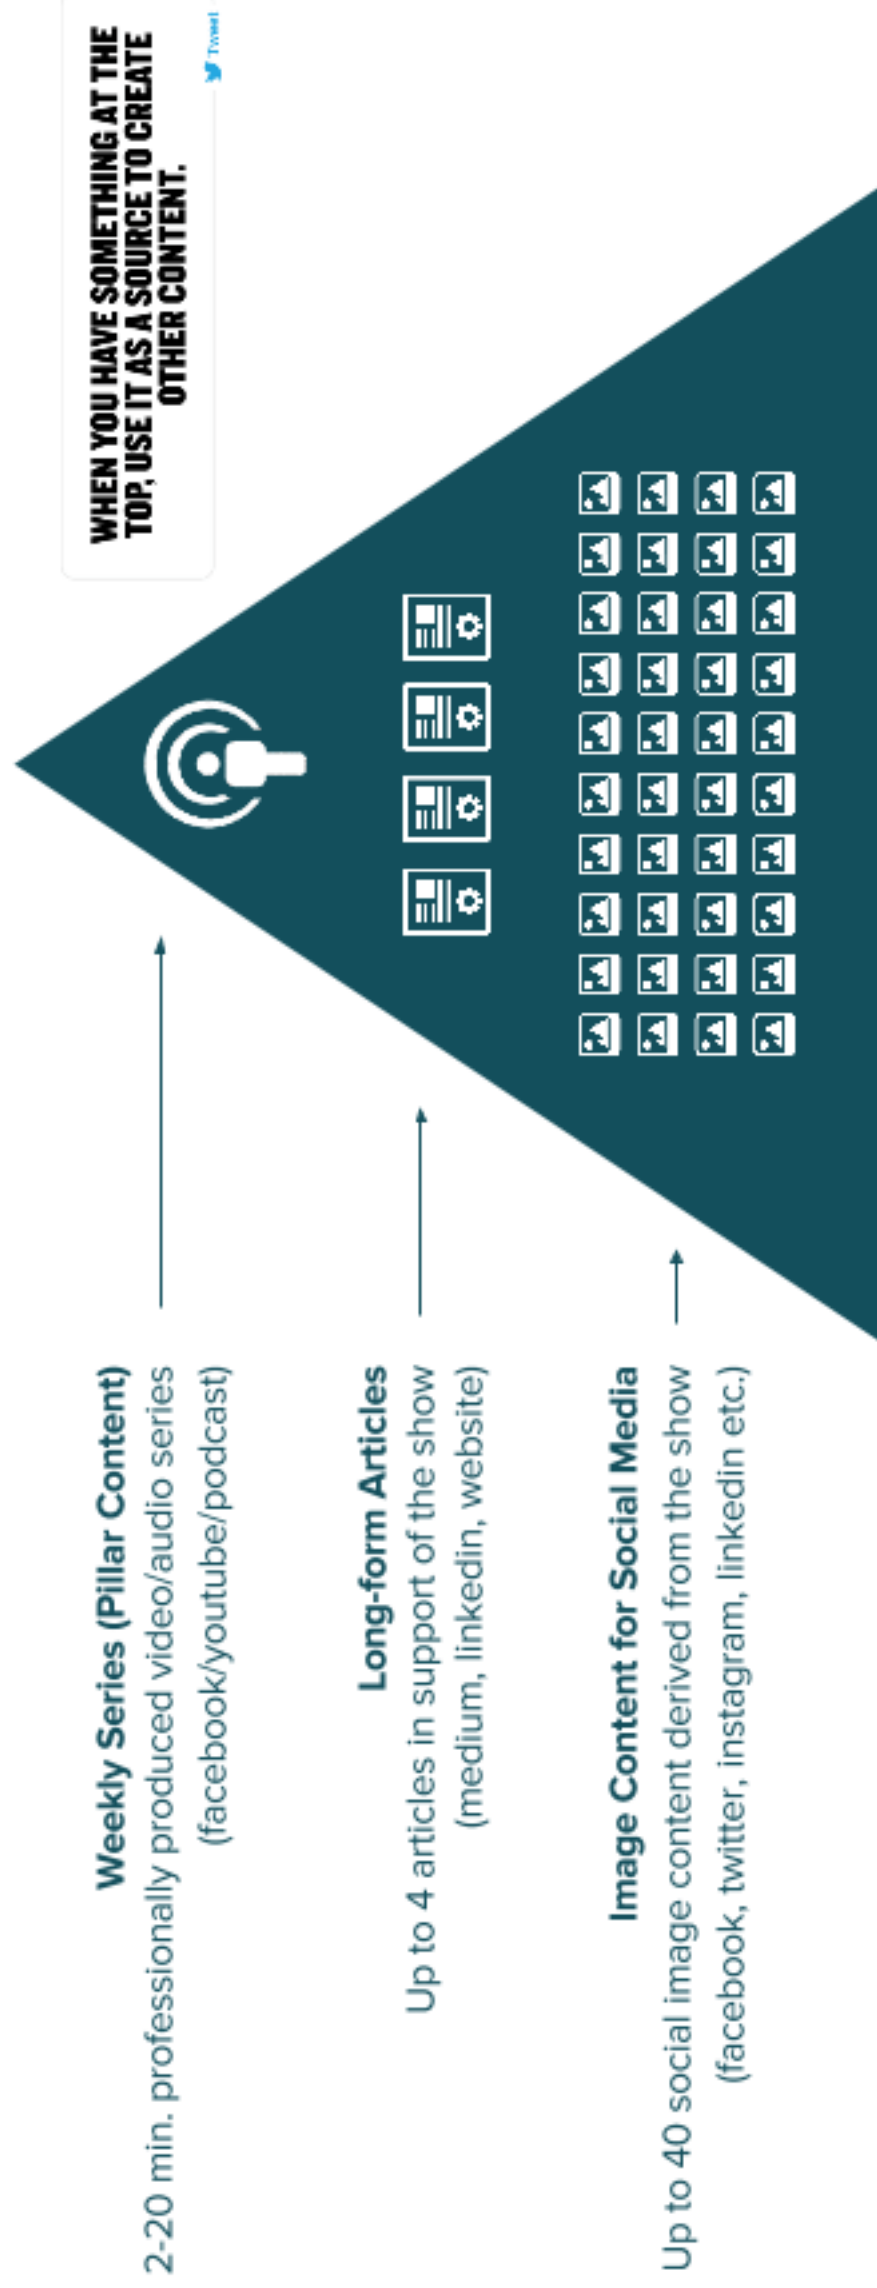 WHEN YOU HAVE SOMETHING AT THE
TOP, USE IT AS A SOURCE TO CREATE
OTHER CONTENT.
Tweet
Weekly Series (Pillar Content)
2-20 min. professionally produced video/audio series
(facebook/youtube/podcast)
Long-form Articles
Up to 4 articles in support of the show
(medium, linkedin, website)
Image Content for Social Media
Up to 40 social image content derived from the show
(facebook, twitter, instagram, linkedin etc.)